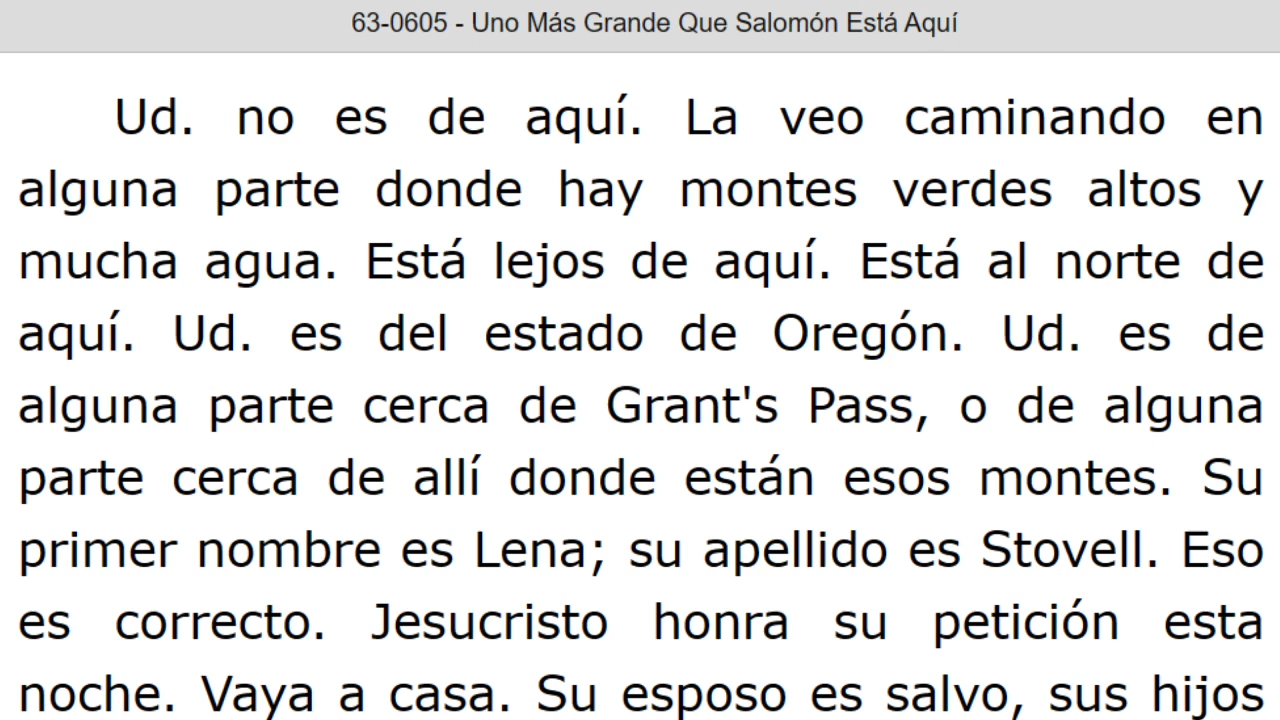 63-0605 - Uno Más Grande Que Salomón Está Aquí
Ud. no es de aquí. La veo caminando en
alguna parte donde hay montes verdes altos y
mucha agua. Está lejos de aquí. Está al norte de
aquí. Ud. es del estado de Oregón. Ud. es de
alguna parte cerca de Grant's Pass, o de alguna
parte cerca de allí donde están esos montes. Su
primer nombre es Lena; su apellido es Stovell. Eso
es correcto. Jesucristo honra su petición esta
noche. Vaya a casa. Su esposo es salvo, sus hijos